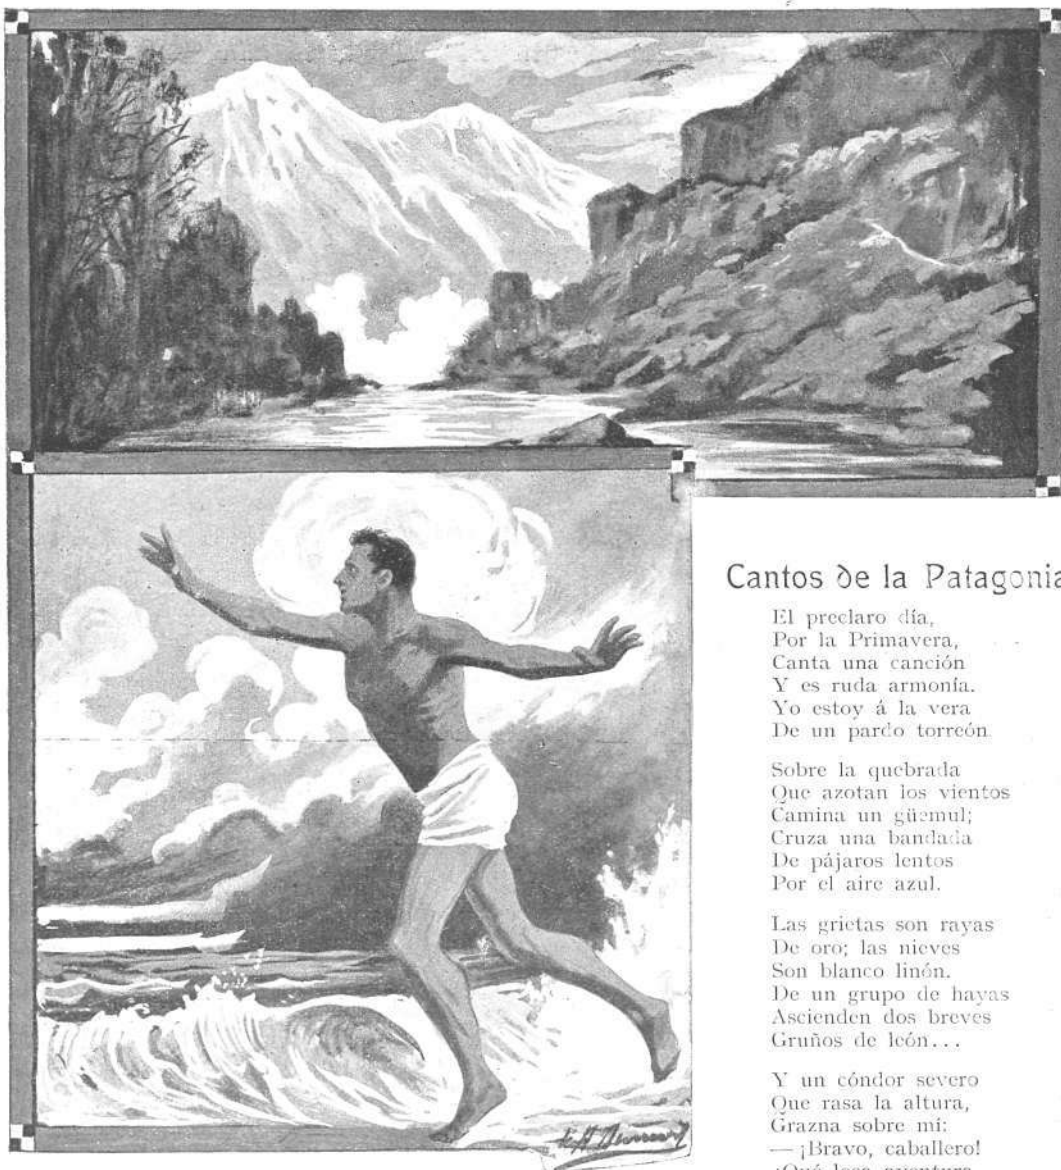 Cantos de la Patagonia
El preclaro día,
Por la Primavera,
Canta una canción
Y es ruda armonía.
Yo estoy á la vera
De un pardo torreón.
Sobre la quebrada
Que azotan los vientos
Camina un güemul;
Cruza una bandada
De pájaros lentos
Por el aire azul.
Las grietas son rayas
De oro; las nieves
Son blanco linón.
De un grupo de hayas
Ascienden dos breves
Gruños de león...
Y un cóndor severo
Que rasa la altura,
Grazna sobre mi:
— ¡Bravo, caballero!
¡Qué loca aventura